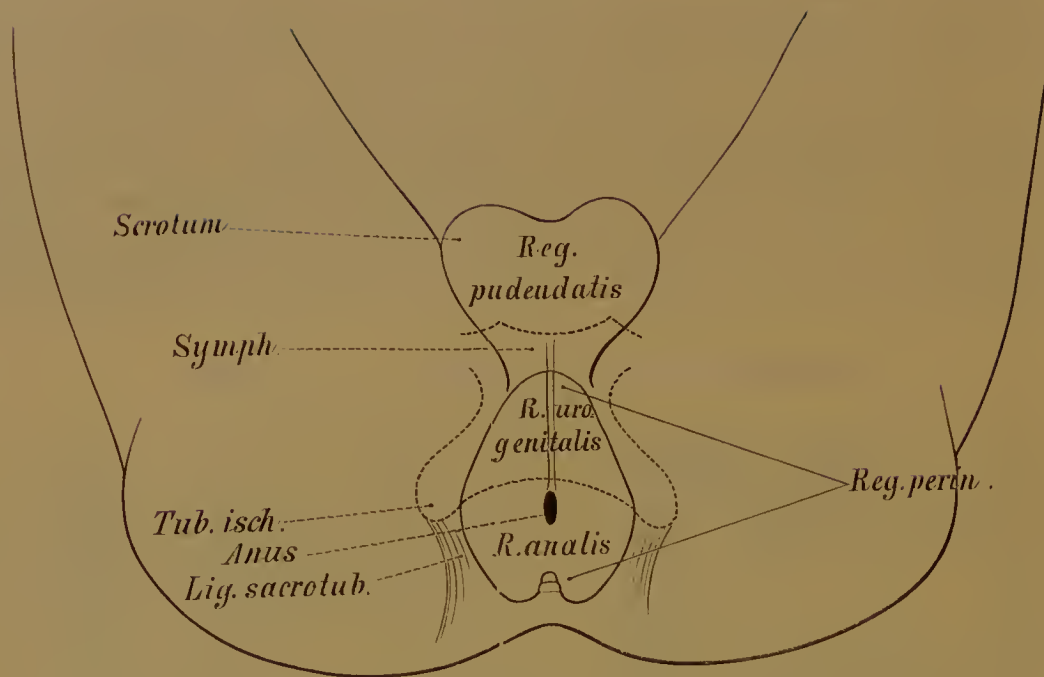 Scrotum
Reg.
pudendalis
Symph.
R. uro
genitalis
Reg. perin.
Tub. isch.
Anus
R. analis
Lig. sacrotub.